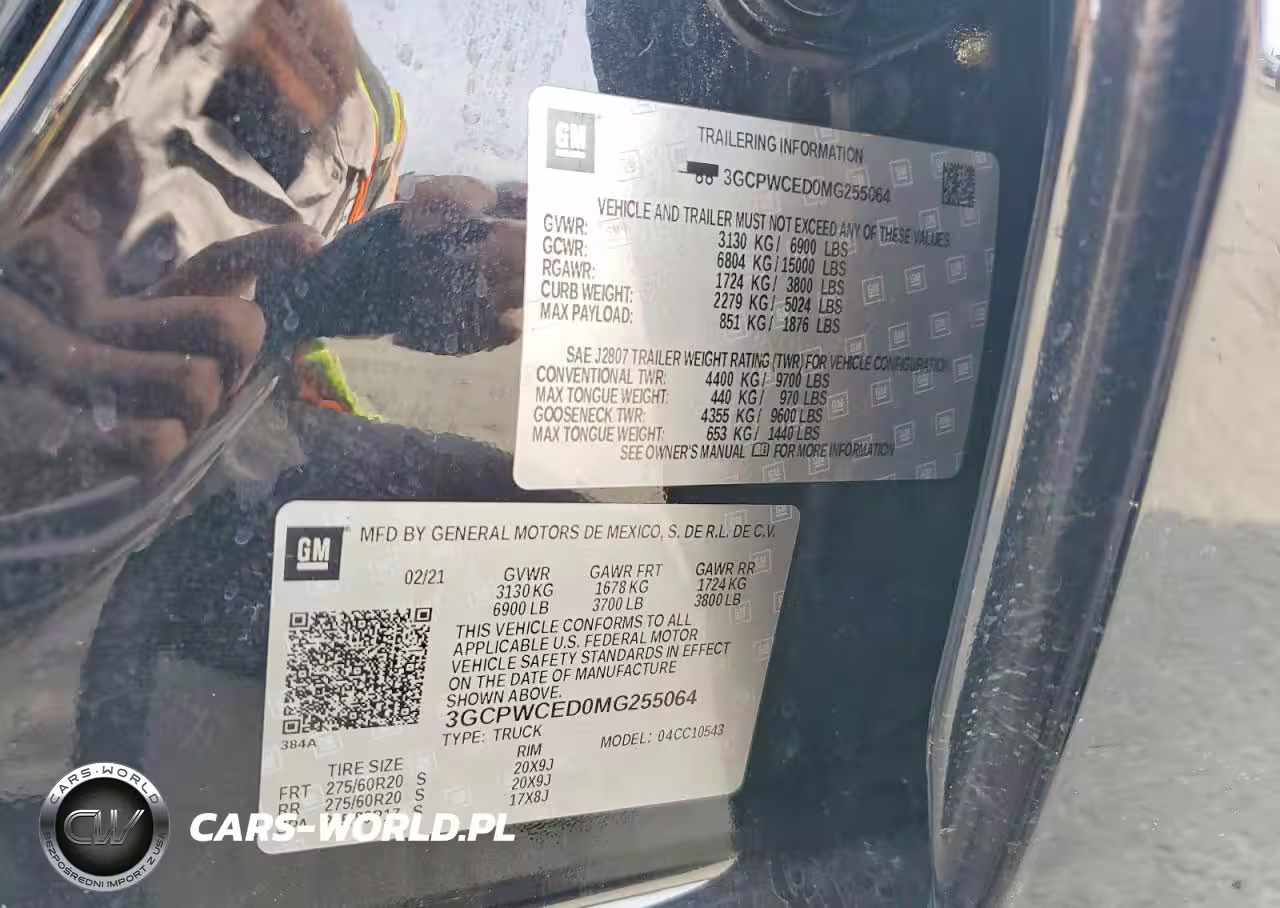 GM
TRAILERING INFORMATION
3GCPWCED0MG255064
VEHICLE AND TRAILER MUST NOT EXCEED ANY OF THESE VALUES
GVWR: 3130 KG/ 6900 LBS
GCWR: 6804 KG/15000 LBS
RGAWR: 1724 KG/ 3800 LBS
CURB WEIGHT: 2279 KG/ 5024 LBS
MAX PAYLOAD: 851 KG/ 1876 LBS
SAE J2807 TRAILER WEIGHT RATING (TWR) FOR VEHICLE CONFIGURATION
CONVENTIONAL TWR: 4400 KG/ 9700 LBS
MAX TONGUE WEIGHT: 440 KG/ 970 LBS
GOOSENECK TWR: 4355 KG/ 9600 LBS
MAX TONGUE WEIGHT: 653 KG/ 1440 LBS
SEE OWNER'S MANUAL FOR MORE INFORMATION
GM
MFD BY GENERAL MOTORS DE MEXICO, S. DE R.L. DE C.V.
02/21 GVWR GAWR FRT GAWR RR
3130 KG 1678 KG 1724 KG
6900 LB 3700 LB 3800 LB
THIS VEHICLE CONFORMS TO ALL
APPLICABLE U.S. FEDERAL MOTOR
VEHICLE SAFETY STANDARDS IN EFFECT
ON THE DATE OF MANUFACTURE
SHOWN ABOVE.
3GCPWCED0MG255064
384A
TYPE: TRUCK MODEL: 04CC10543
TIRE SIZE RIM
FRT 275/60R20 S 20X9J
RR 275/60R20 S 20X9J
17X8J
CARS-WORLD
CW
BEZPOŚREDNI IMPORT Z USA
CARS-WORLD.PL